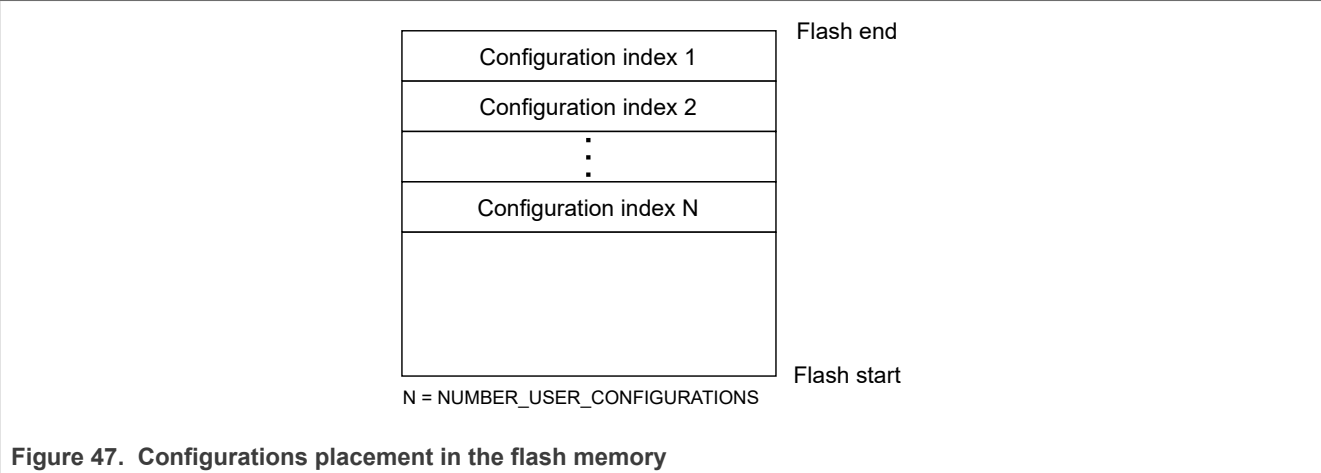 Flash end
Configuration index 1
Configuration index 2
Configuration index N
Flash start
N = NUMBER_USER_CONFIGURATIONS
Figure 47. Configurations placement in the flash memory